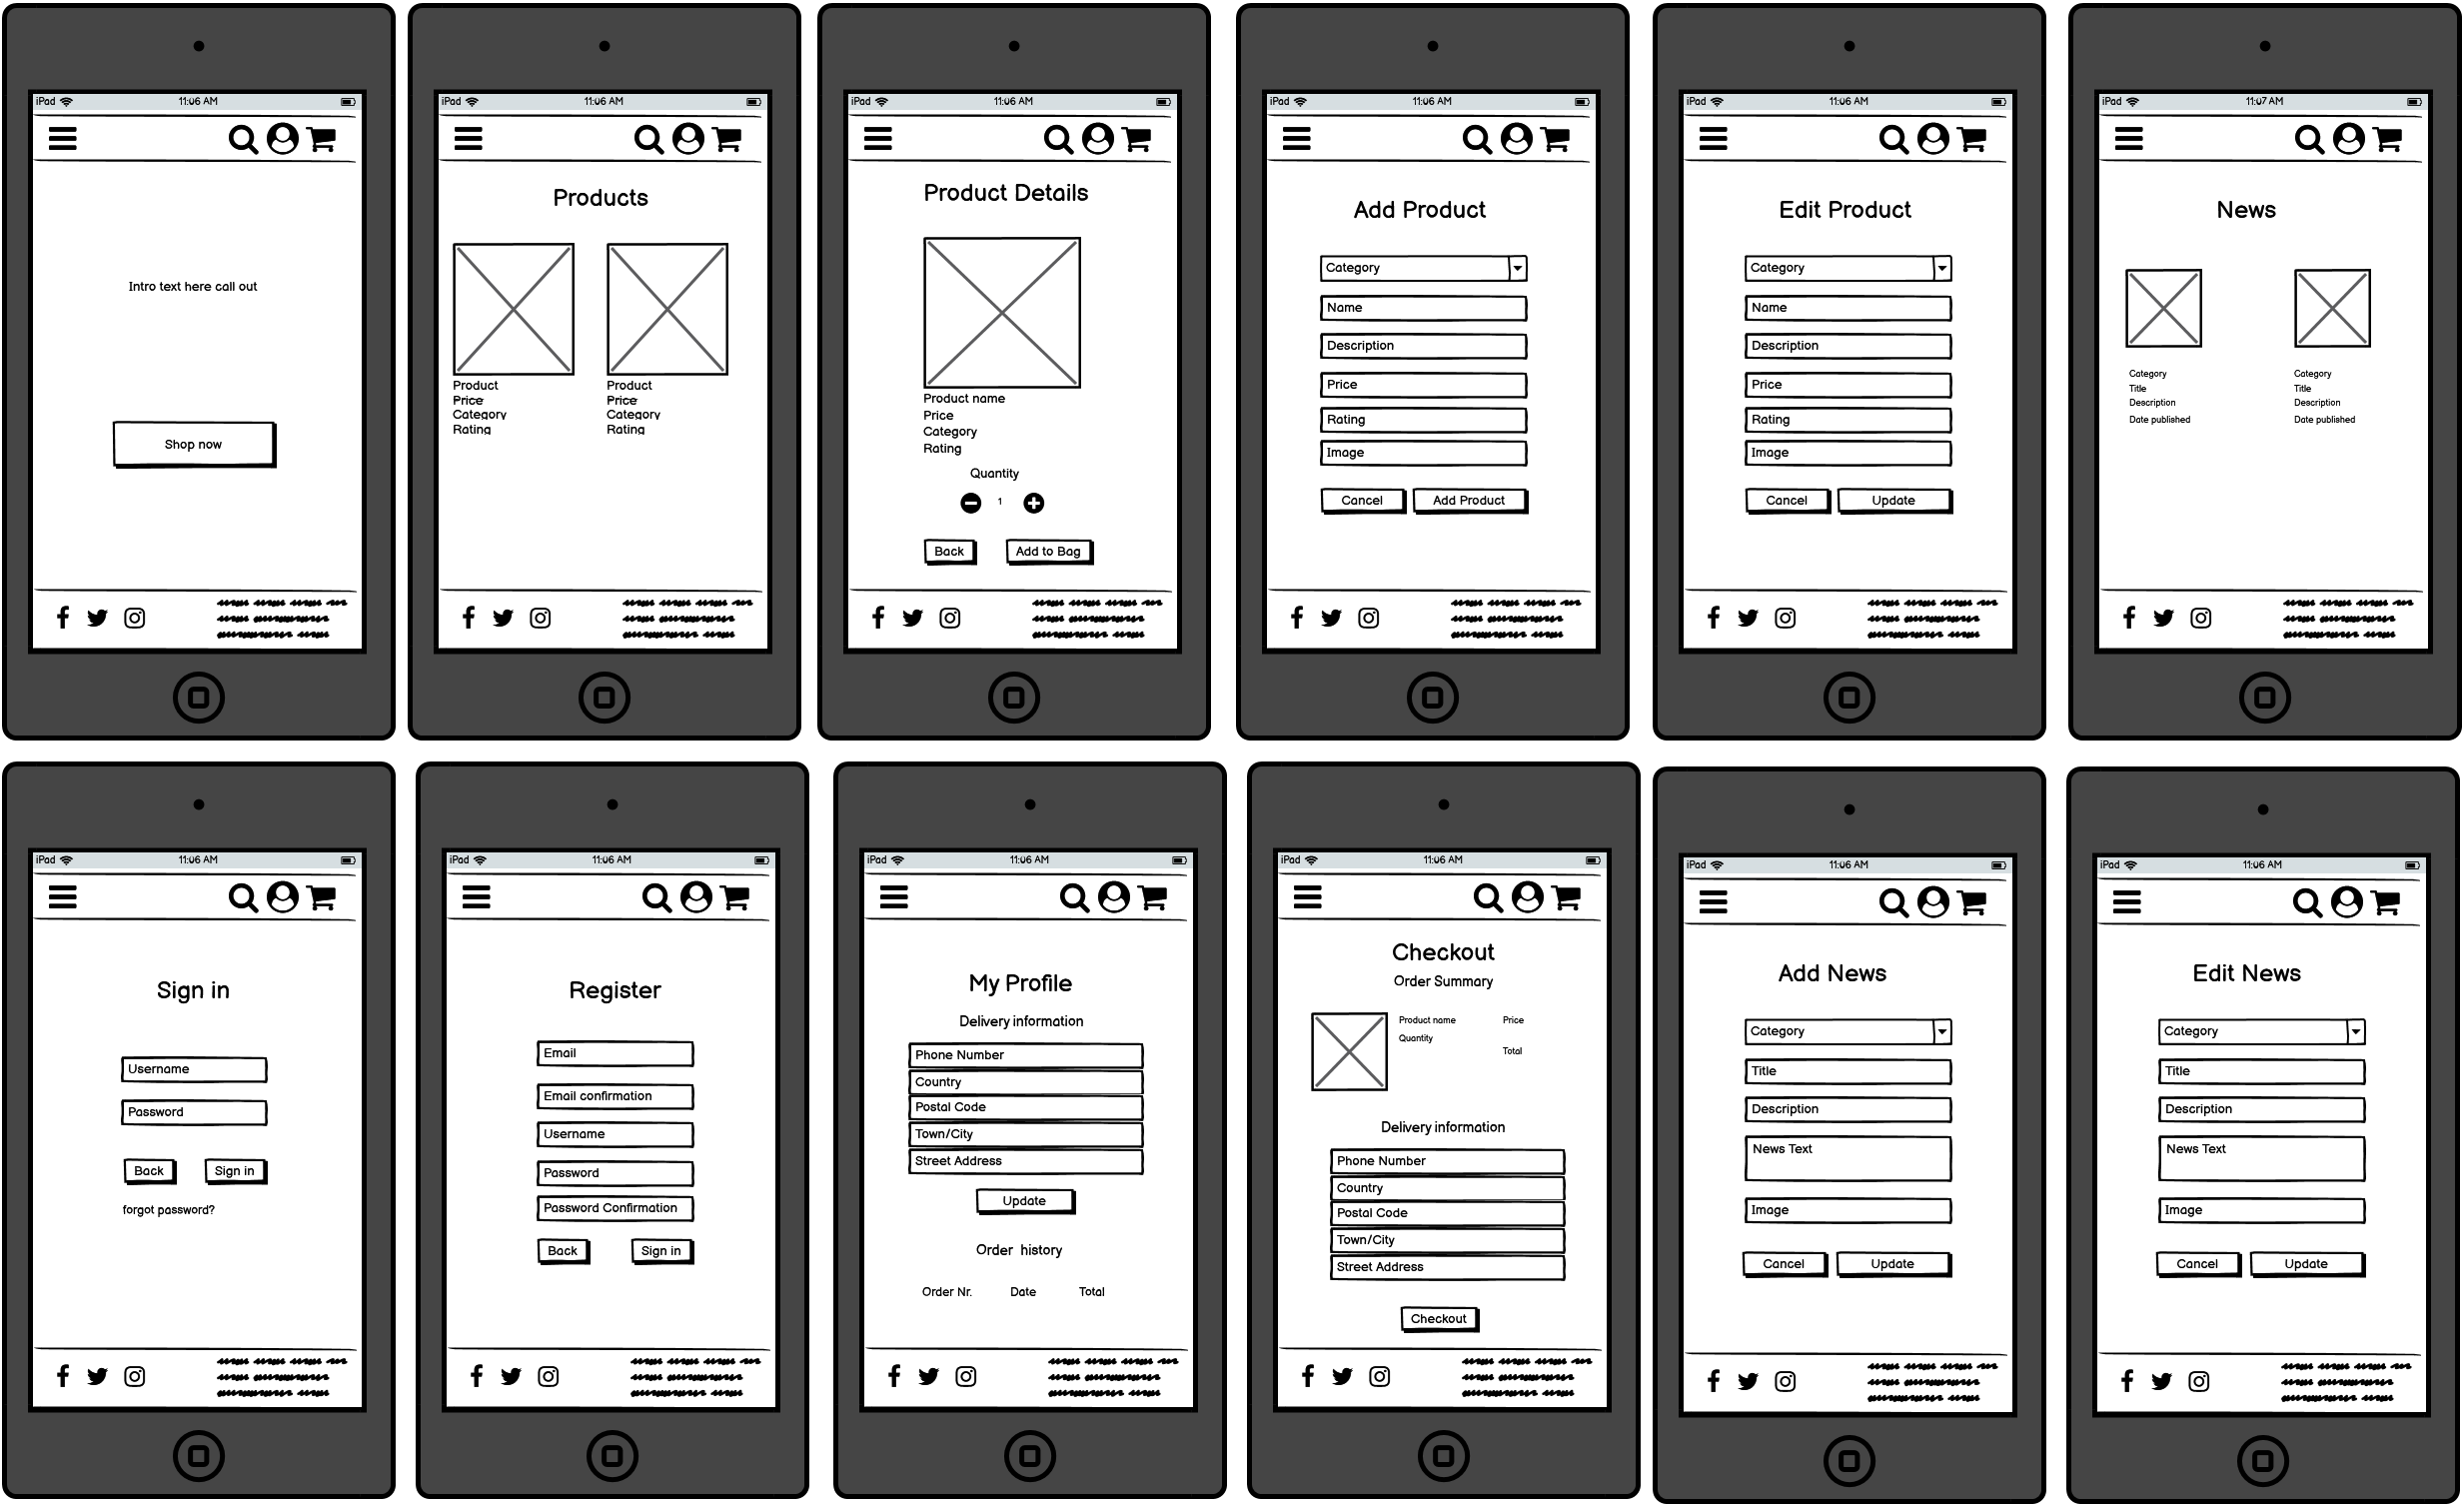 iPad 11:06 AM
Intro text here call out
Shop now
iPad 11:06 AM
Products
Product Product
Price Price
Category Category
Rating Rating
iPad 11:06 AM
Product Details
Product name
Price
Category
Rating
Quantity
1
Back Add to Bag
iPad 11:06 AM
Add Product
Category
Name
Description
Price
Rating
Image
Cancel Add Product
iPad 11:06 AM
Edit Product
Category
Name
Description
Price
Rating
Image
Cancel Update
iPad 11:07 AM
News
Category Category
Title Title
Description Description
Date published Date published
iPad 11:06 AM
Sign in
Username
Password
Back Sign in
forgot password?
iPad 11:06 AM
Register
Email
Email confirmation
Username
Password
Password Confirmation
Back Sign in
iPad 11:06 AM
My Profile
Delivery information
Phone Number
Country
Postal Code
Town/City
Street Address
Update
Order history
Order Nr. Date Total
iPad 11:06 AM
Checkout
Order Summary
Product name Price
Quantity
Total
Delivery information
Phone Number
Country
Postal Code
Town/City
Street Address
Checkout
iPad 11:06 AM
Add News
Category
Title
Description
News Text
Image
Cancel Update
iPad 11:06 AM
Edit News
Category
Title
Description
News Text
Image
Cancel Update